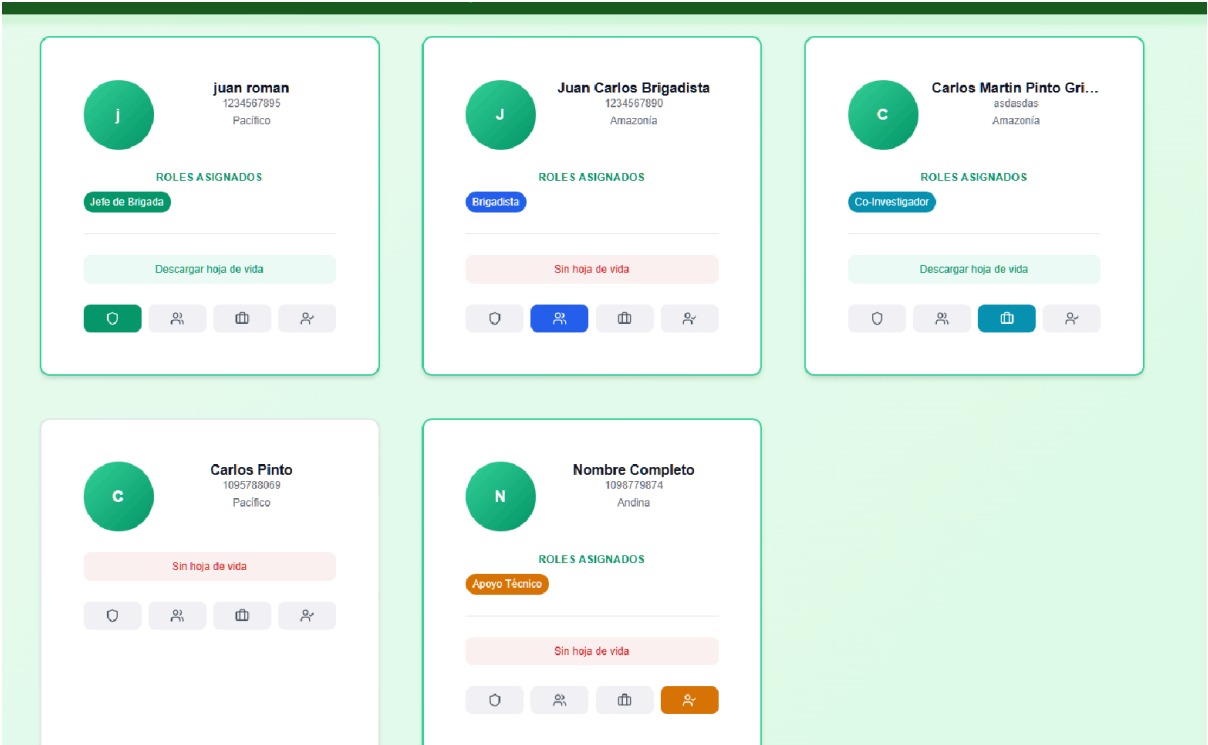 j
juan roman
1234567895
Pacífico
ROLES ASIGNADOS
Jefe de Brigada
Descargar hoja de vida
J
Juan Carlos Brigadista
1234567890
Amazonía
ROLES ASIGNADOS
Brigadista
Sin hoja de vida
C
Carlos Martin Pinto Gri...
asdasdas
Amazonía
ROLES ASIGNADOS
Co-Investigador
Descargar hoja de vida
C
Carlos Pinto
1095788069
Pacífico
Sin hoja de vida
N
Nombre Completo
1098779874
Andina
ROLES ASIGNADOS
Apoyo Técnico
Sin hoja de vida